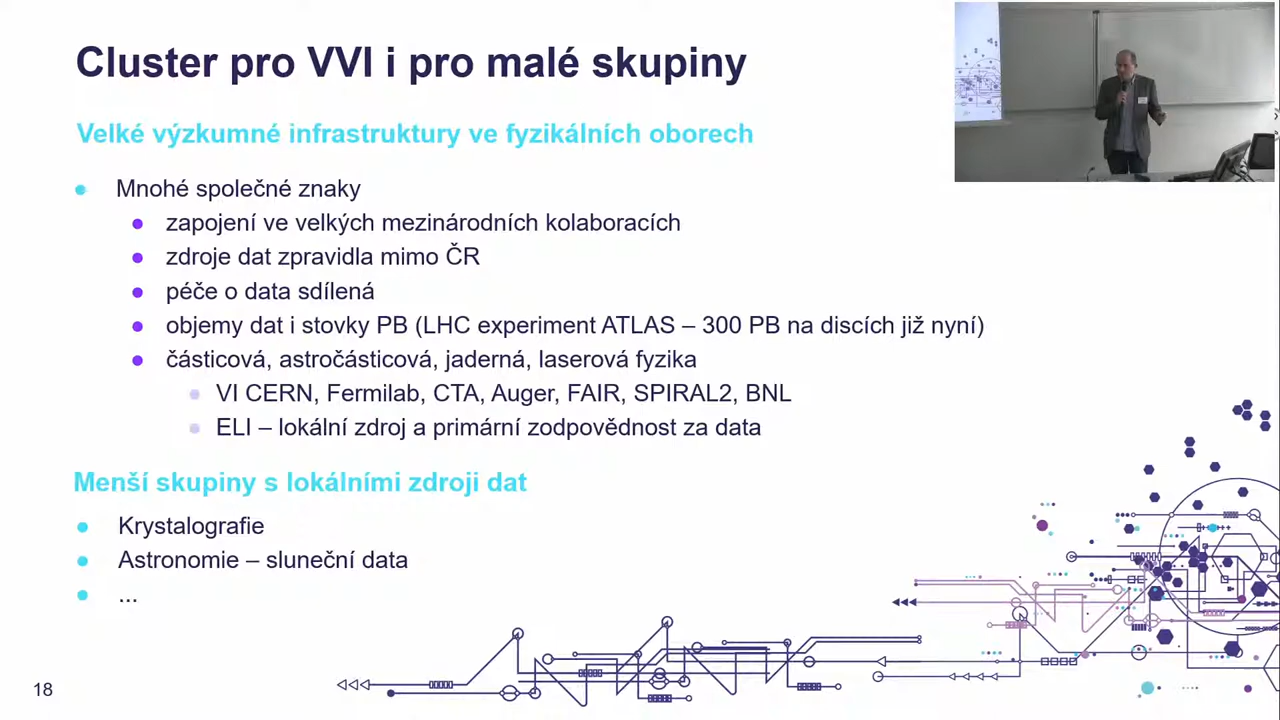 Cluster pro VVI i pro malé skupiny
Velké výzkumné infrastruktury ve fyzikálních oborech
Mnohé společné znaky
zapojení ve velkých mezinárodních kolaboracích
zdroje dat zpravidla mimo ČR
péče o data sdílená
objemy dat i stovky PB (LHC experiment ATLAS – 300 PB na discích již nyní)
částicová, astročásticová, jaderná, laserová fyzika
VI CERN, Fermilab, CTA, Auger, FAIR, SPIRAL2, BNL
ELI – lokální zdroj a primární zodpovědnost za data
Menší skupiny s lokálními zdroji dat
Krystalografie
Astronomie – sluneční data
...
18